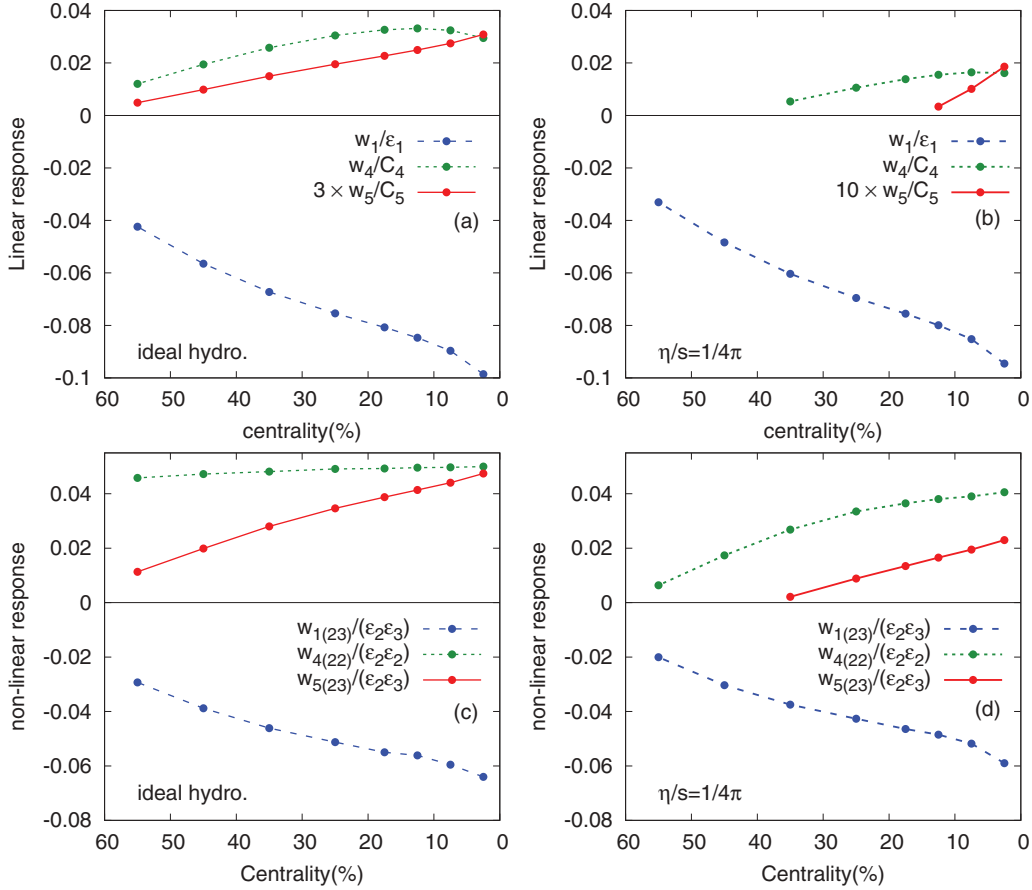 0.04
0.02
0
-0.02
-0.04
-0.06
-0.08
-0.1
Linear response
w₁/ε₁
w₄/C₄
3 × w₅/C₅
(a)
ideal hydro.
60 50 40 30 20 10 0
centrality(%)
0.04
0.02
0
-0.02
-0.04
-0.06
-0.08
-0.1
Linear response
w₁/ε₁
w₄/C₄
10 × w₅/C₅
(b)
η/s=1/4π
60 50 40 30 20 10 0
centrality(%)
0.04
0.02
0
-0.02
-0.04
-0.06
-0.08
non-linear response
w₁₍₂₃₎/(ε₂ε₃)
w₄₍₂₂₎/(ε₂ε₂)
w₅₍₂₃₎/(ε₂ε₃)
(c)
ideal hydro.
60 50 40 30 20 10 0
Centrality(%)
0.04
0.02
0
-0.02
-0.04
-0.06
-0.08
non-linear response
w₁₍₂₃₎/(ε₂ε₃)
w₄₍₂₂₎/(ε₂ε₂)
w₅₍₂₃₎/(ε₂ε₃)
(d)
η/s=1/4π
60 50 40 30 20 10 0
Centrality(%)